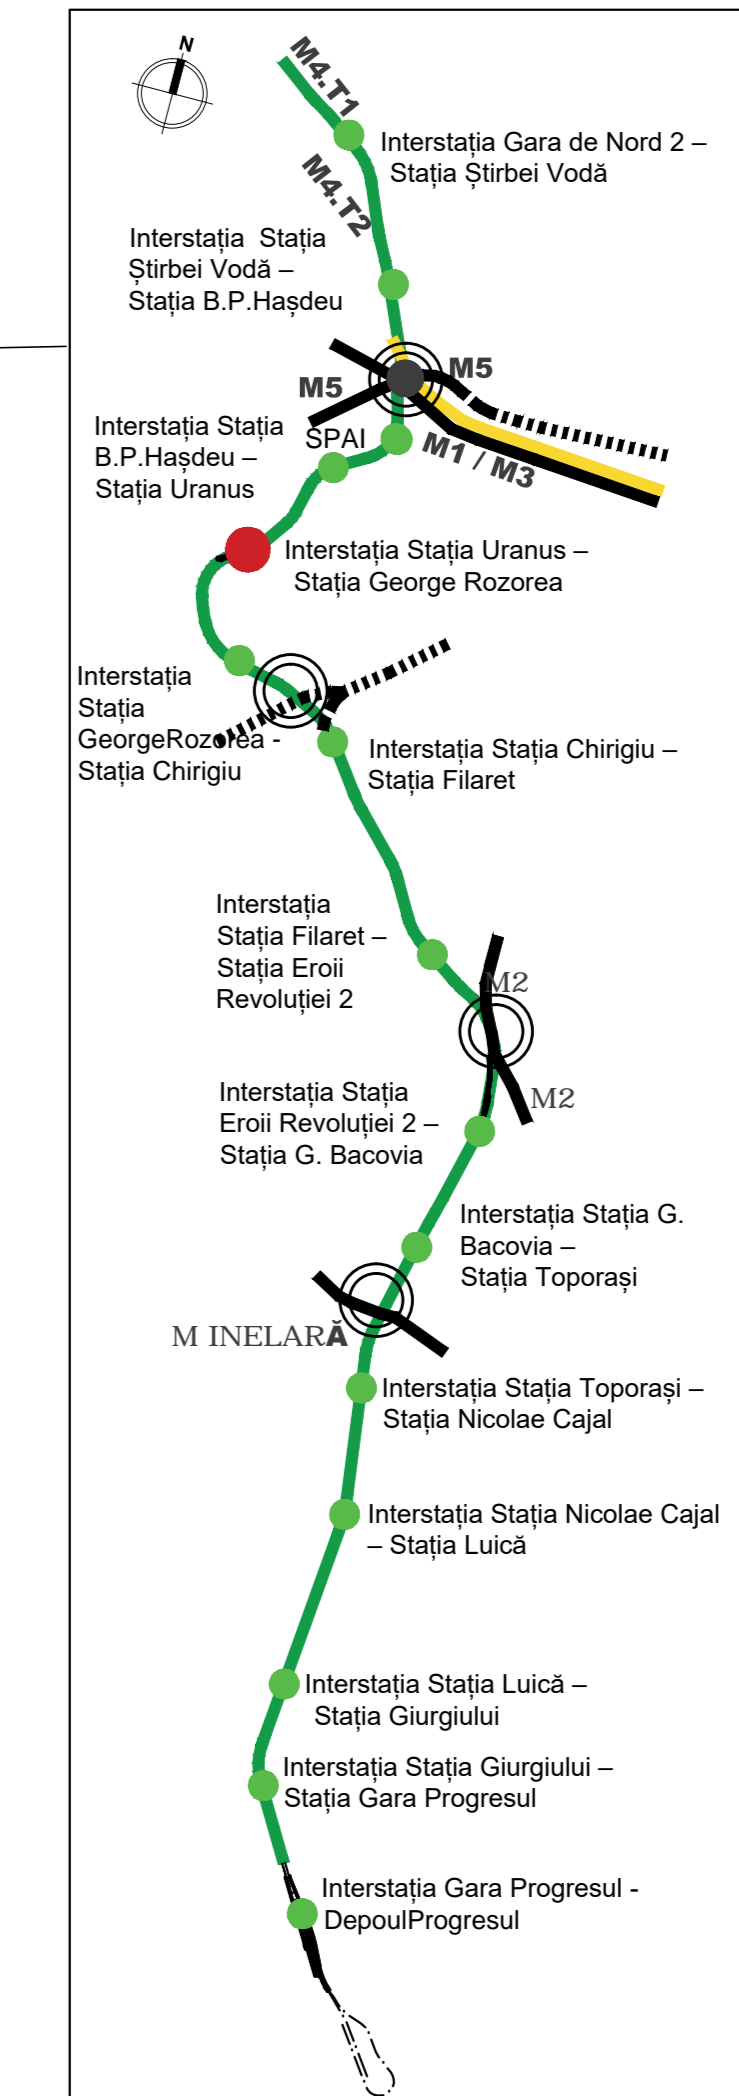 N
M4.T1
Interstația Gara de Nord 2 –
Stația Știrbei Vodă
M4.T2
Interstația Stația
Știrbei Vodă –
Stația B.P.Hașdeu
M5
M5
Interstația Stația
B.P.Hașdeu –
Stația Uranus
SPAI
M1 / M3
Interstația Stația Uranus –
Stația George Rozorea
Interstația
Stația
GeorgeRozorea -
Stația Chirigiu
Interstația Stația Chirigiu –
Stația Filaret
Interstația
Stația Filaret –
Stația Eroii
Revoluției 2
M2
M2
Interstația Stația
Eroii Revoluției 2 –
Stația G. Bacovia
Interstația Stația G.
Bacovia –
Stația Toporași
M INELARĂ
Interstația Stația Toporași –
Stația Nicolae Cajal
Interstația Stația Nicolae Cajal
– Stația Luică
Interstația Stația Luică –
Stația Giurgiului
Interstația Stația Giurgiului –
Stația Gara Progresul
Interstația Gara Progresul -
DepoulProgresul